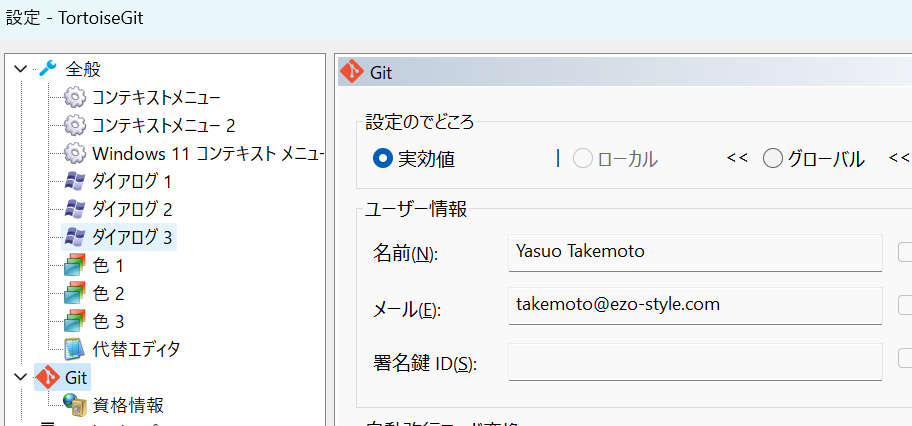 設定 - TortoiseGit
全般
コンテキストメニュー
コンテキストメニュー 2
Windows 11 コンテキスト メニュー
ダイアログ 1
ダイアログ 2
ダイアログ 3
色 1
色 2
色 3
代替エディタ
Git
資格情報
Git
設定のでどころ
実効値 | ローカル << グローバル <<
ユーザー情報
名前(N): Yasuo Takemoto
メール(E): takemoto@ezo-style.com
署名鍵 ID(S):